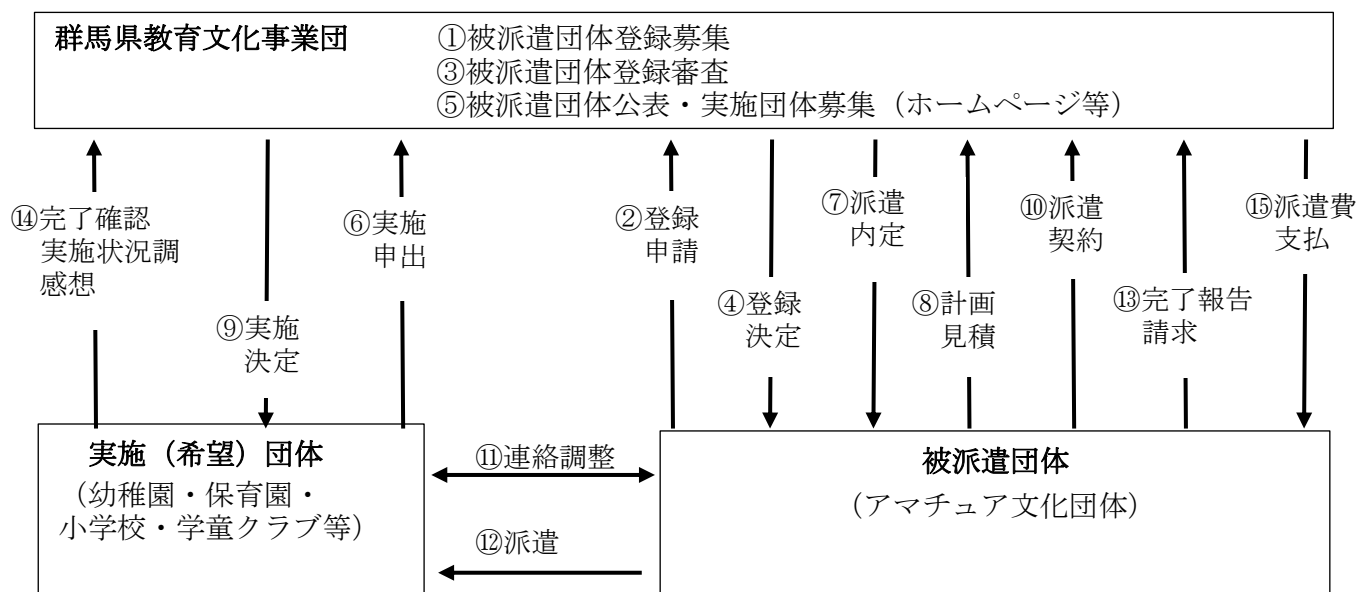 群馬県教育文化事業団
①被派遣団体登録募集
③被派遣団体登録審査
⑤被派遣団体公表・実施団体募集（ホームページ等）
⑭完了確認
実施状況調
感想
⑨実施
決定
⑥実施
申出
②登録
申請
④登録
決定
⑦派遣
内定
⑧計画
見積
⑩派遣
契約
⑬完了報告
請求
⑮派遣費
支払
実施（希望）団体
（幼稚園・保育園・
小学校・学童クラブ等）
⑪連絡調整
⑫派遣
被派遣団体
（アマチュア文化団体）